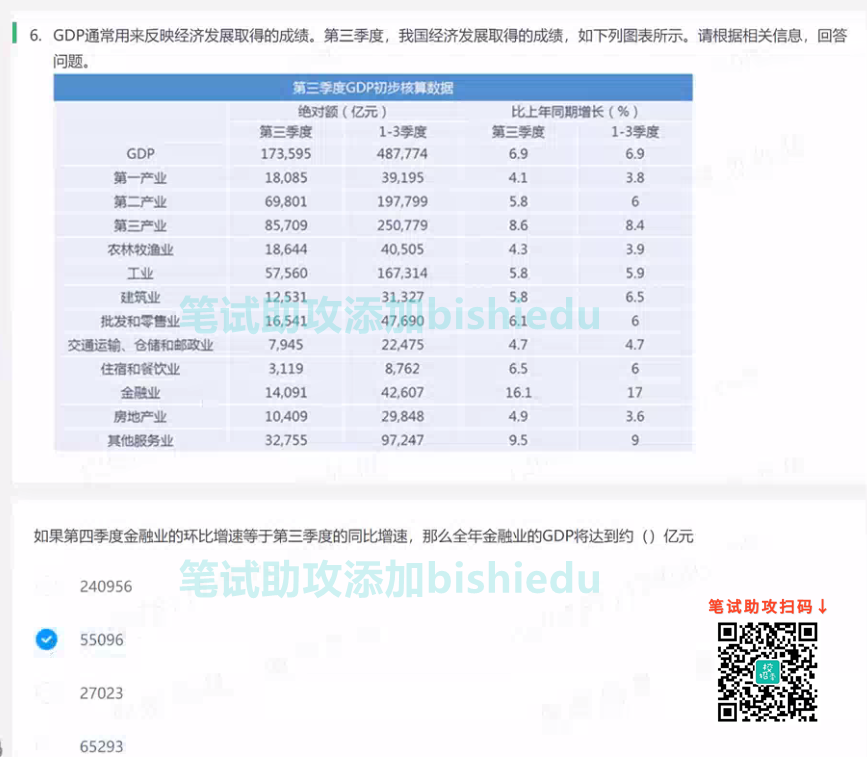 6. GDP通常用来反映经济发展取得的成绩。第三季度，我国经济发展取得的成绩，如下列图表所示。请根据相关信息，回答
问题。
第三季度GDP初步核算数据
绝对额（亿元） 比上年同期增长（%）
第三季度 1-3季度 第三季度 1-3季度
GDP 173,595 487,774 6.9 6.9
第一产业 18,085 39,195 4.1 3.8
第二产业 69,801 197,799 5.8 6
第三产业 85,709 250,779 8.6 8.4
农林牧渔业 18,644 40,505 4.3 3.9
工业 57,560 167,314 5.8 5.9
建筑业 12,531 31,327 5.8 6.5
笔试助攻添加bishiedu
批发和零售业 16,541 47,690 6.1 6
交通运输、仓储和邮政业 7,945 22,475 4.7 4.7
住宿和餐饮业 3,119 8,762 6.5 6
金融业 14,091 42,607 16.1 17
房地产业 10,409 29,848 4.9 3.6
其他服务业 32,755 97,247 9.5 9
如果第四季度金融业的环比增速等于第三季度的同比增速，那么全年金融业的GDP将达到约（）亿元
笔试助攻添加bishiedu
240956
笔试助攻扫码↓
55096
27023
65293